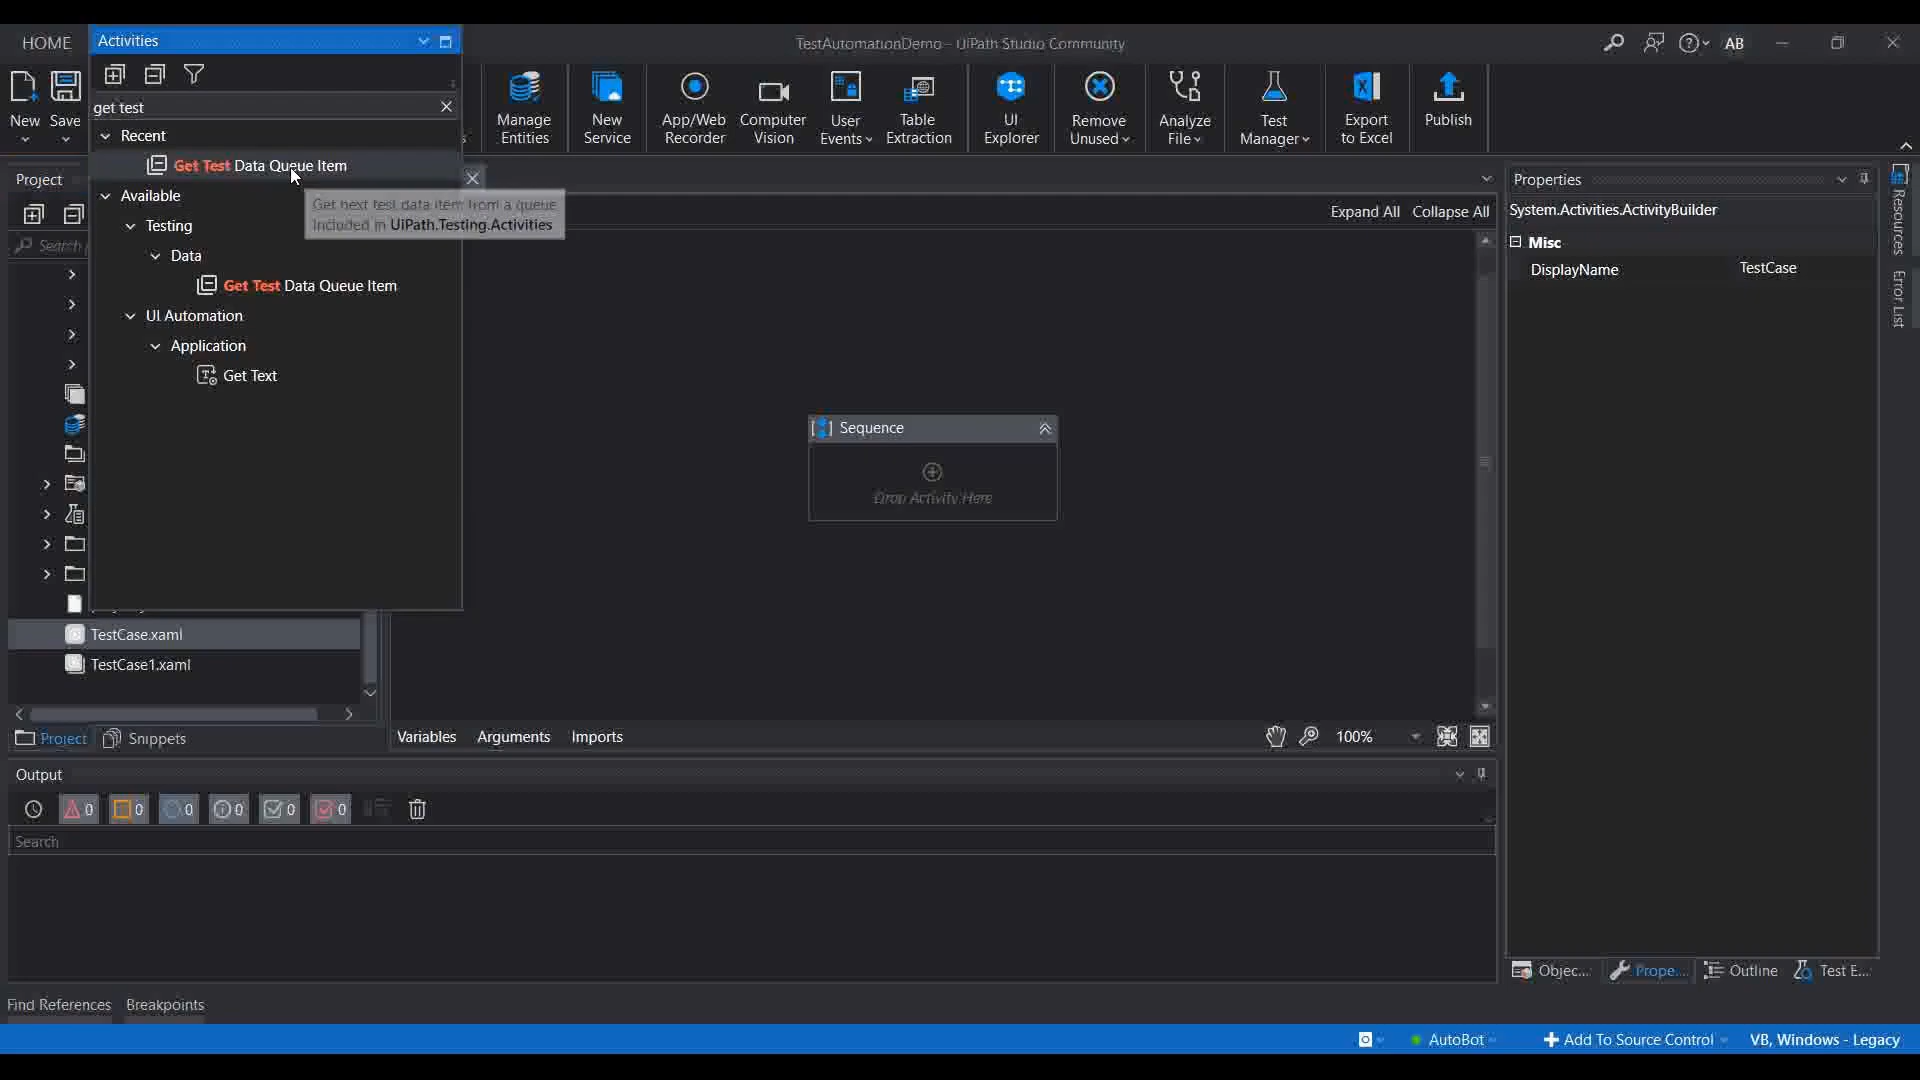 HOME
Activities
TestAutomationDemo - UiPath Studio Community
AB
get test
New
Save
Manage
Entities
New
Service
App/Web
Recorder
Computer
Vision
User
Events
Table
Extraction
UI
Explorer
Remove
Unused
Analyze
File
Test
Manager
Export
to Excel
Publish
Recent
Get Test Data Queue Item
Available
Testing
Data
Get Test Data Queue Item
UI Automation
Application
Get Text
Get next test data item from a queue
Included in UiPath.Testing.Activities
Project
Search
Expand All
Collapse All
Sequence
Drop Activity Here
TestCase.xaml
TestCase1.xaml
Project
Snippets
Variables
Arguments
Imports
100%
Properties
System.Activities.ActivityBuilder
Misc
DisplayName
TestCase
Resources
Error List
Output
0
0
0
0
0
0
Search
Objec...
Prope...
Outline
Test E...
Find References
Breakpoints
AutoBot
Add To Source Control
VB, Windows - Legacy